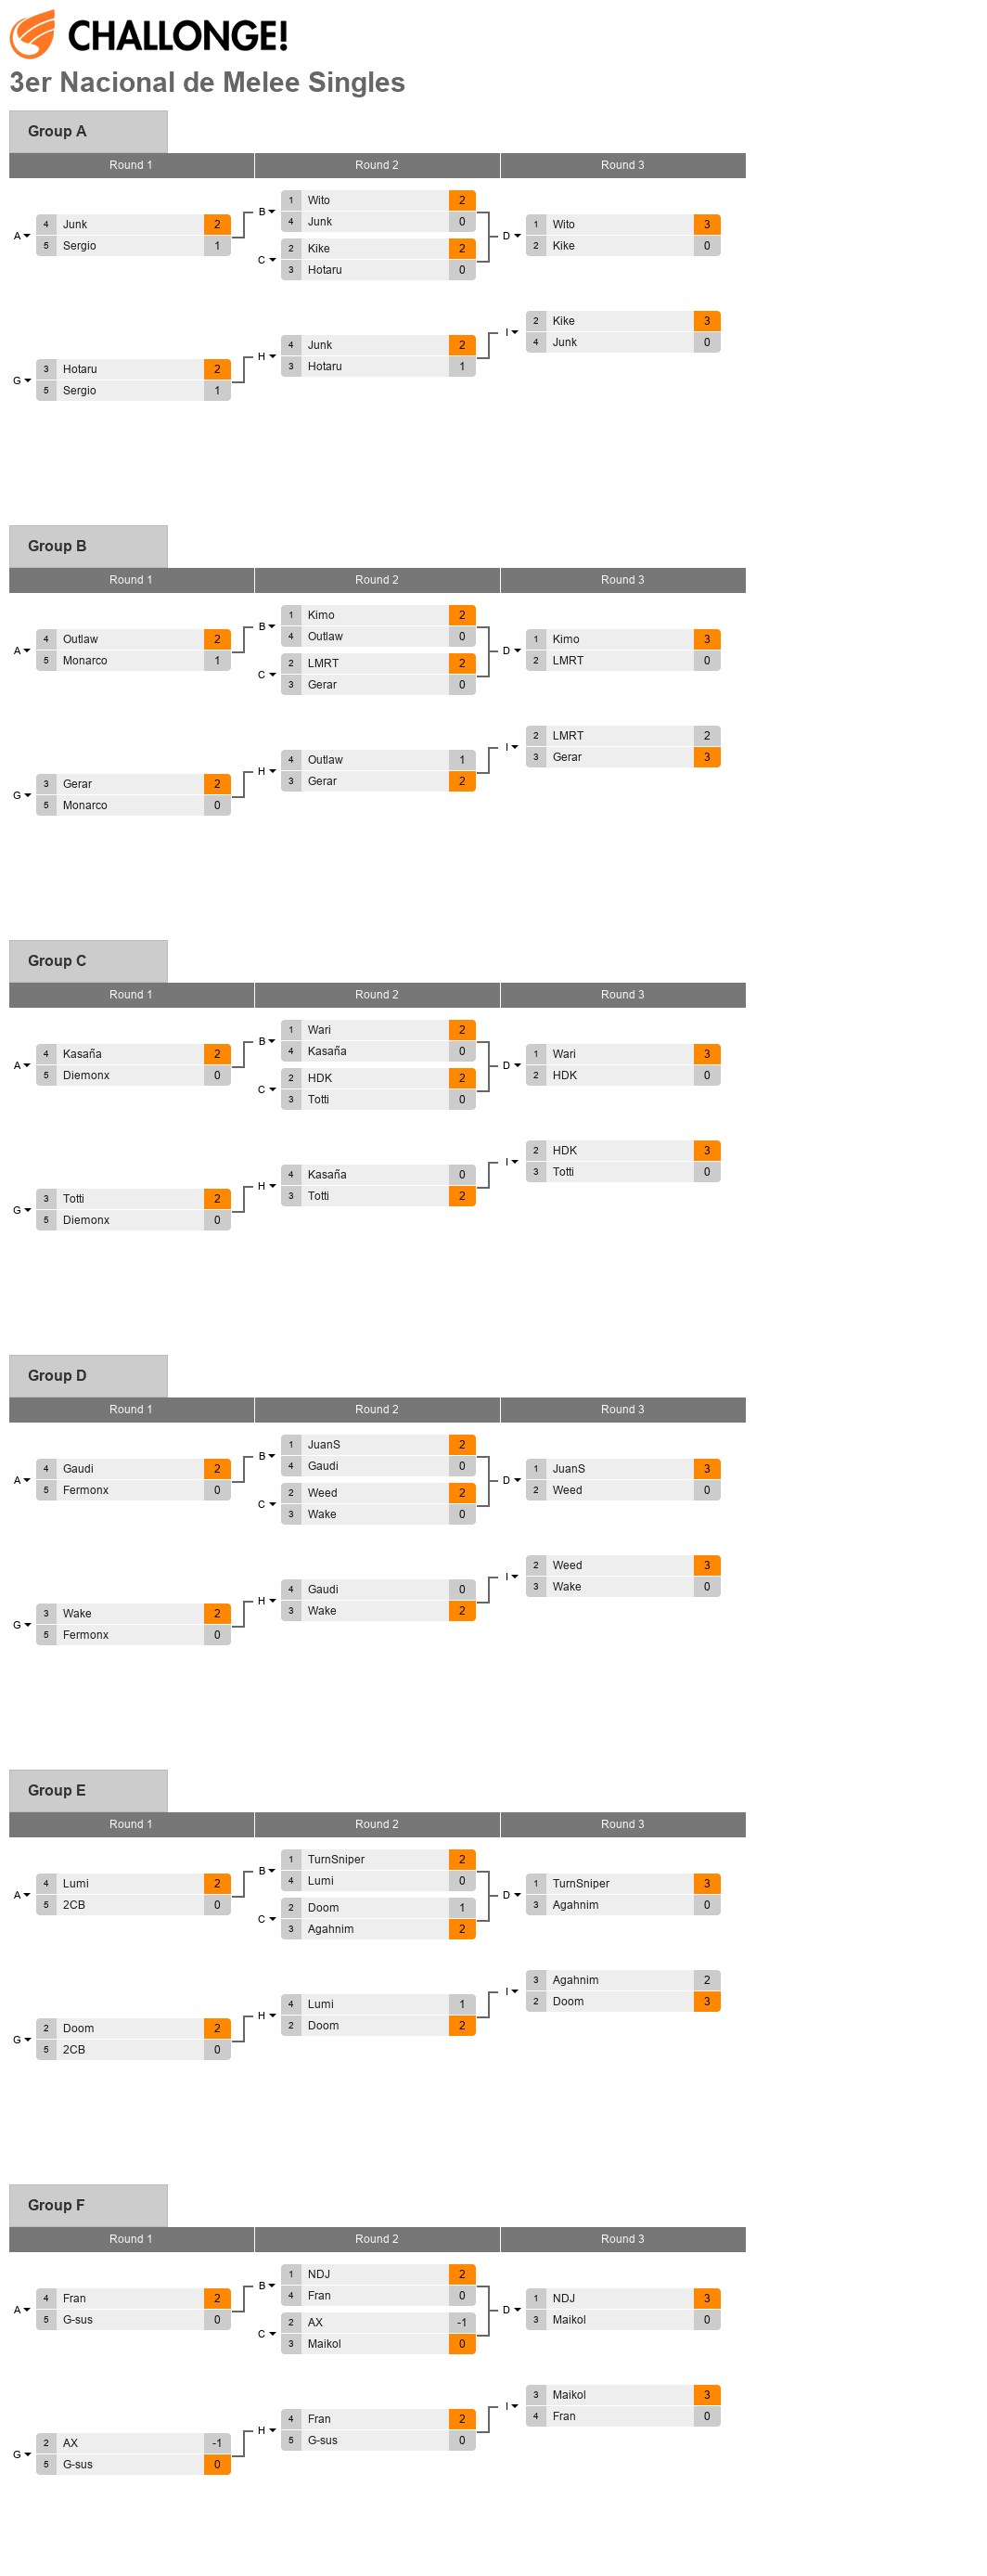 CHALLONGE!
3er Nacional de Melee Singles
Group A
Round 1 Round 2 Round 3
A 4 Junk 2
5 Sergio 1
B 1 Wito 2
4 Junk 0
C 2 Kike 2
3 Hotaru 0
D 1 Wito 3
2 Kike 0
G 3 Hotaru 2
5 Sergio 1
H 4 Junk 2
3 Hotaru 1
I 2 Kike 3
4 Junk 0
Group B
Round 1 Round 2 Round 3
A 4 Outlaw 2
5 Monarco 1
B 1 Kimo 2
4 Outlaw 0
C 2 LMRT 2
3 Gerar 0
D 1 Kimo 3
2 LMRT 0
G 3 Gerar 2
5 Monarco 0
H 4 Outlaw 1
3 Gerar 2
I 2 LMRT 2
3 Gerar 3
Group C
Round 1 Round 2 Round 3
A 4 Kasaña 2
5 Diemonx 0
B 1 Wari 2
4 Kasaña 0
C 2 HDK 2
3 Totti 0
D 1 Wari 3
2 HDK 0
G 3 Totti 2
5 Diemonx 0
H 4 Kasaña 0
3 Totti 2
I 2 HDK 3
3 Totti 0
Group D
Round 1 Round 2 Round 3
A 4 Gaudi 2
5 Fermonx 0
B 1 JuanS 2
4 Gaudi 0
C 2 Weed 2
3 Wake 0
D 1 JuanS 3
2 Weed 0
G 3 Wake 2
5 Fermonx 0
H 4 Gaudi 0
3 Wake 2
I 2 Weed 3
3 Wake 0
Group E
Round 1 Round 2 Round 3
A 4 Lumi 2
5 2CB 0
B 1 TurnSniper 2
4 Lumi 0
C 2 Doom 1
3 Agahnim 2
D 1 TurnSniper 3
3 Agahnim 0
G 2 Doom 2
5 2CB 0
H 4 Lumi 1
2 Doom 2
I 3 Agahnim 2
2 Doom 3
Group F
Round 1 Round 2 Round 3
A 4 Fran 2
5 G-sus 0
B 1 NDJ 2
4 Fran 0
C 2 AX -1
3 Maikol 0
D 1 NDJ 3
3 Maikol 0
G 2 AX -1
5 G-sus 0
H 4 Fran 2
5 G-sus 0
I 3 Maikol 3
4 Fran 0